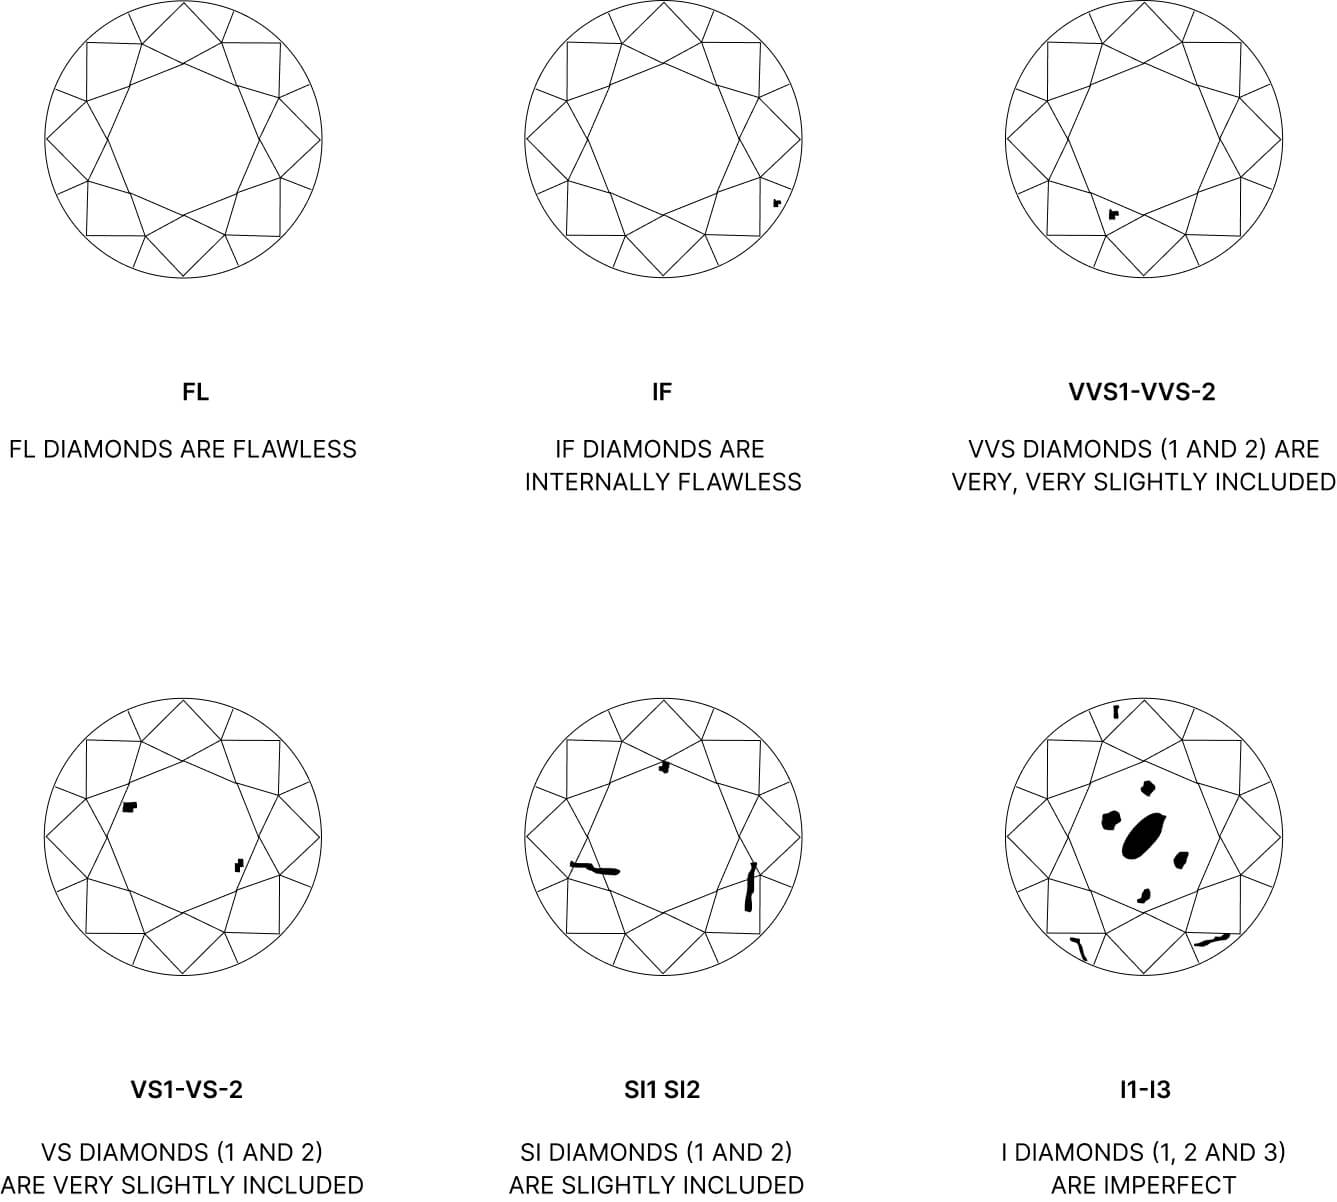 FL
FL DIAMONDS ARE FLAWLESS
IF
IF DIAMONDS ARE
INTERNALLY FLAWLESS
VVS1-VVS-2
VVS DIAMONDS (1 AND 2) ARE
VERY, VERY SLIGHTLY INCLUDED
VS1-VS-2
VS DIAMONDS (1 AND 2)
ARE VERY SLIGHTLY INCLUDED
SI1 SI2
SI DIAMONDS (1 AND 2)
ARE SLIGHTLY INCLUDED
I1-I3
I DIAMONDS (1, 2 AND 3)
ARE IMPERFECT